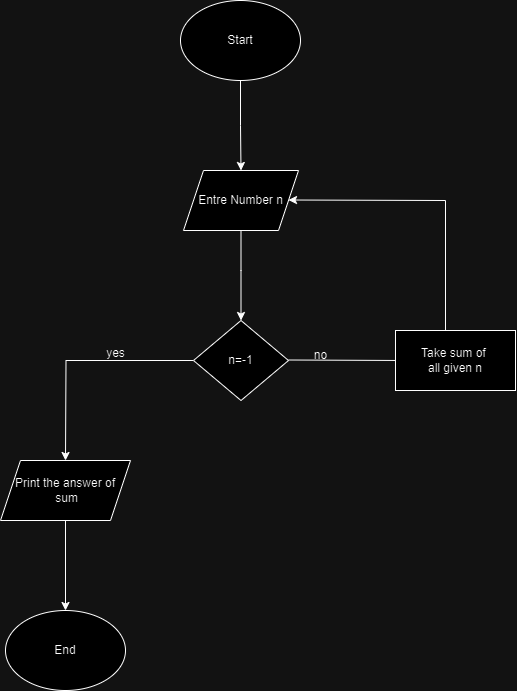 Start
Entre Number n
n=-1
yes
no
Take sum of
all given n
Print the answer of
sum
End